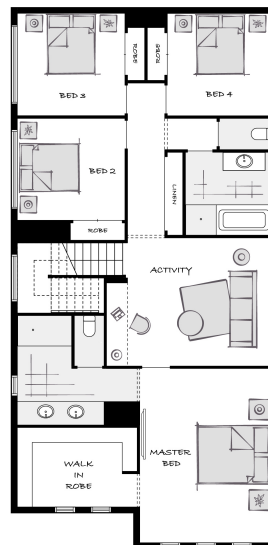 ROBE
ROBE
BED 3
BED 4
BED 2
LINEN
ROBE
ACTIVITY
MASTER
BED
WALK
IN
ROBE